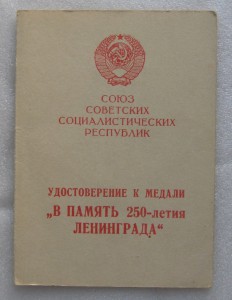 СОЮЗ
СОВЕТСКИХ
СОЦИАЛИСТИЧЕСКИХ
РЕСПУБЛИК
УДОСТОВЕРЕНИЕ К МЕДАЛИ
„В ПАМЯТЬ 250-летия
ЛЕНИНГРАДА“